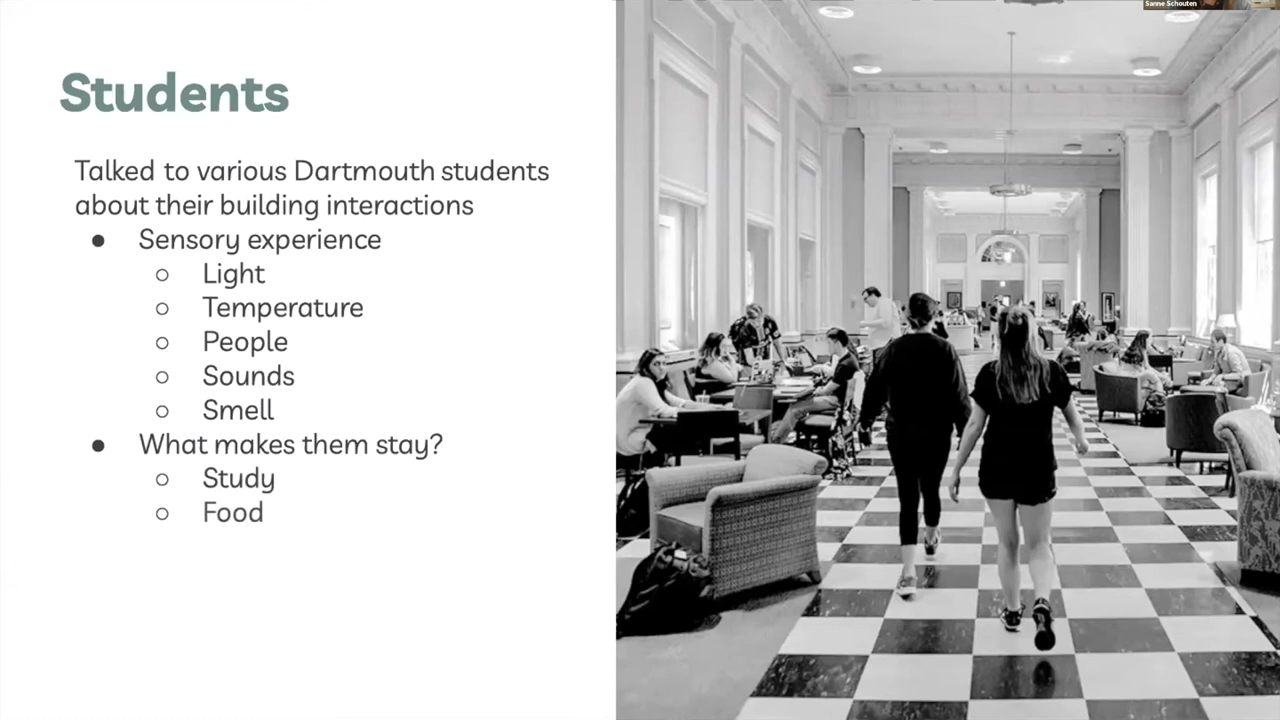 Sanne Schouten
Students
Talked to various Dartmouth students
about their building interactions
● Sensory experience
○ Light
○ Temperature
○ People
○ Sounds
○ Smell
● What makes them stay?
○ Study
○ Food